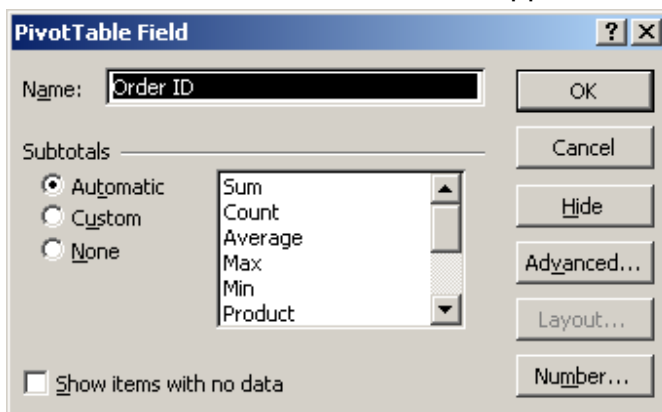 PivotTable Field
Name: Order ID
OK
Subtotals
Cancel
Automatic
Custom
None
Sum
Count
Average
Max
Min
Product
Hide
Advanced...
Layout...
Show items with no data
Number...